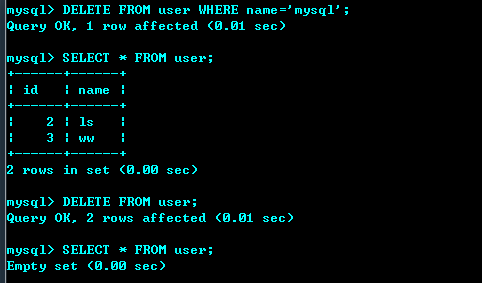 mysql> DELETE FROM user WHERE name='mysql';
Query OK, 1 row affected (0.01 sec)
mysql> SELECT * FROM user;
+------+------+
| id   | name |
+------+------+
|    2 | ls   |
|    3 | ww   |
+------+------+
2 rows in set (0.00 sec)
mysql> DELETE FROM user;
Query OK, 2 rows affected (0.01 sec)
mysql> SELECT * FROM user;
Empty set (0.00 sec)